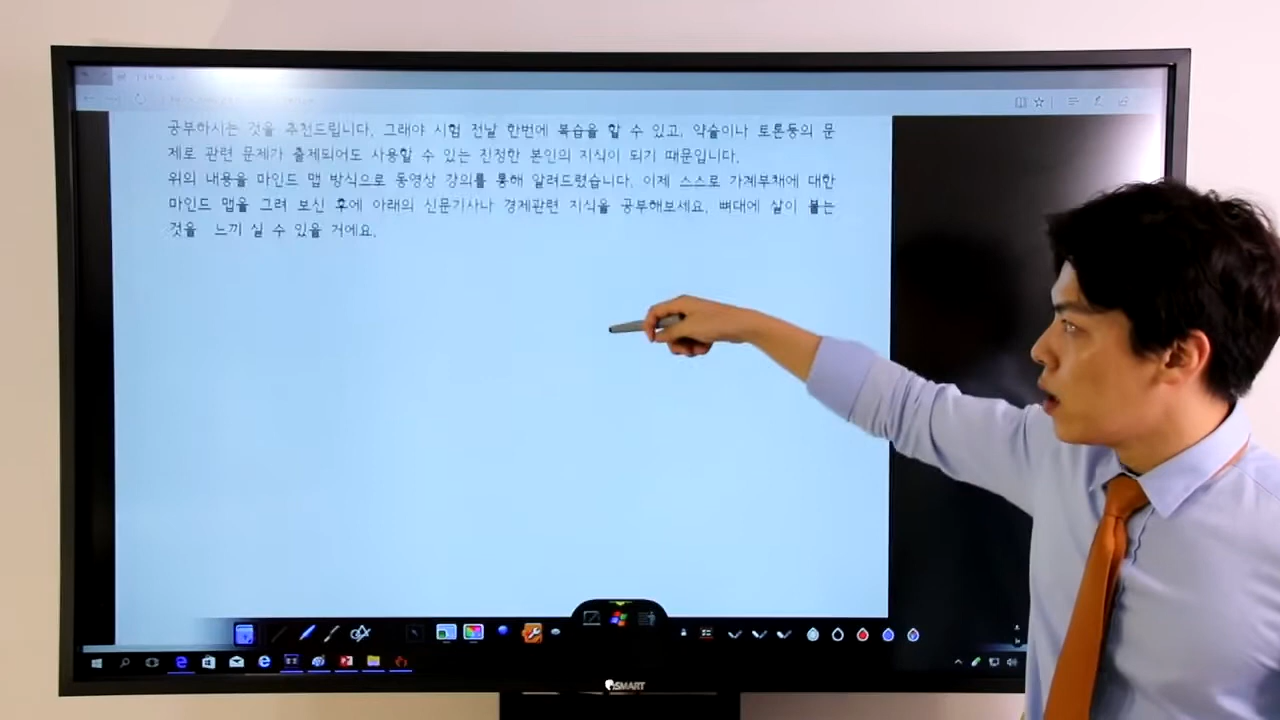 공부하시는 것을 추천드립니다. 그래야 시험 전날 한번에 복습을 할 수 있고, 약술이나 토론등의 문
제로 관련 문제가 출제되어도 사용할 수 있는 진정한 본인의 지식이 되기 때문입니다.
위의 내용을 마인드 맵 방식으로 동영상 강의를 통해 알려드렸습니다. 이제 스스로 가계부채에 대한
마인드 맵을 그려 보신 후에 아래의 신문기사나 경제관련 지식을 공부해보세요. 뼈대에 살이 붙는
것을 느끼 실 수 있을 거에요.
SMART